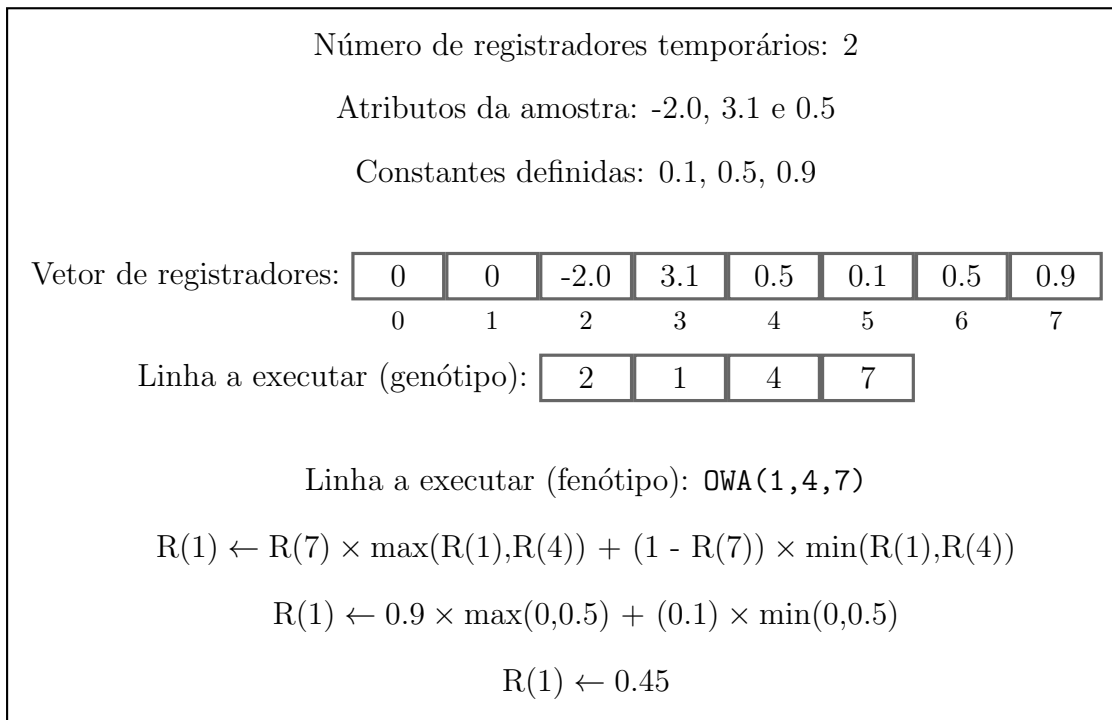 Número de registradores temporários: 2
Atributos da amostra: -2.0, 3.1 e 0.5
Constantes definidas: 0.1, 0.5, 0.9
Vetor de registradores: 0 0 -2.0 3.1 0.5 0.1 0.5 0.9
0 1 2 3 4 5 6 7
Linha a executar (genótipo): 2 1 4 7
Linha a executar (fenótipo): OWA(1,4,7)
R(1) ← R(7) × max(R(1),R(4)) + (1 - R(7)) × min(R(1),R(4))
R(1) ← 0.9 × max(0,0.5) + (0.1) × min(0,0.5)
R(1) ← 0.45